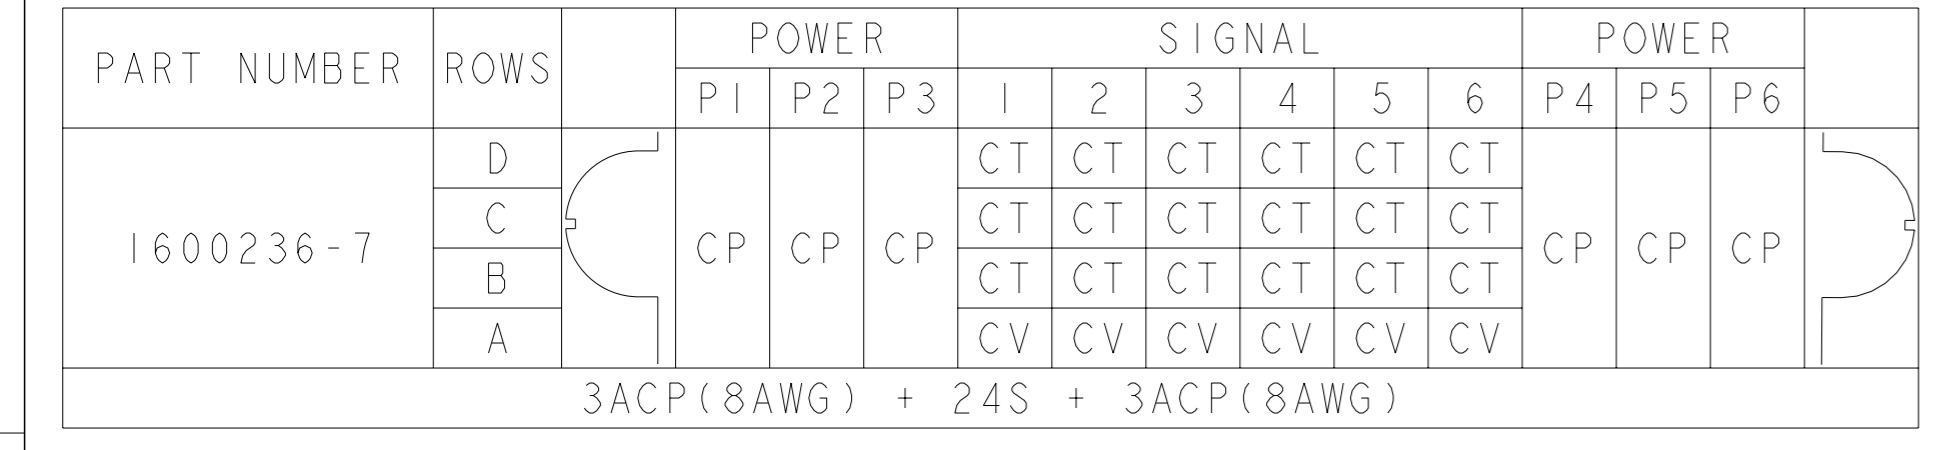 PART NUMBER ROWS POWER SIGNAL POWER
P1 P2 P3 1 2 3 4 5 6 P4 P5 P6
D CT CT CT CT CT CT
C CT CT CT CT CT CT
1600236-7 CP CP CP CP CP CP
B CT CT CT CT CT CT
A CV CV CV CV CV CV
3ACP(8AWG) + 24S + 3ACP(8AWG)